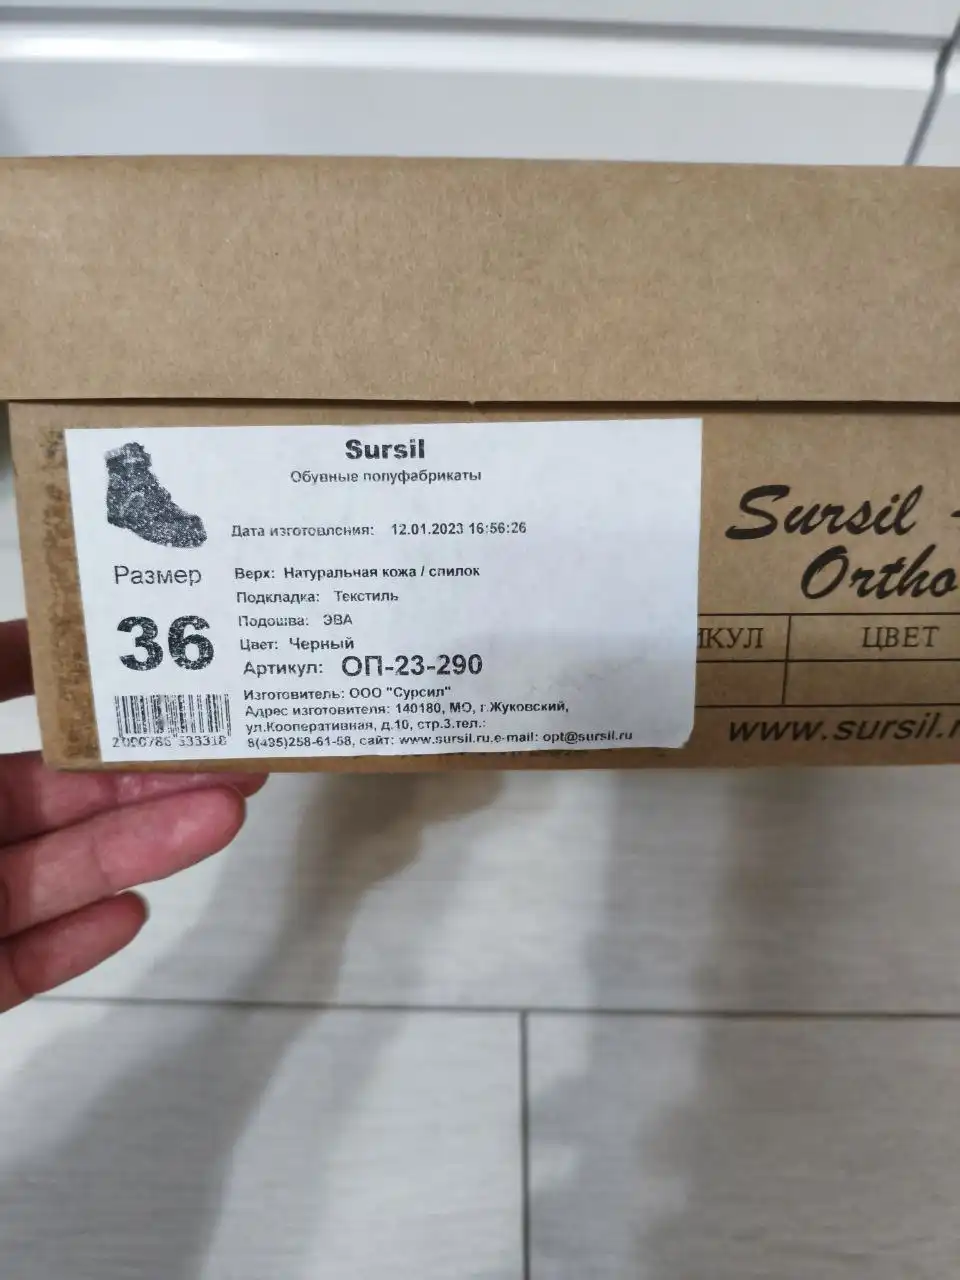 Sursil
Обувные полуфабрикаты
Дата изготовления: 12.01.2023 16:56:26
Размер
36
Верх: Натуральная кожа / спилок
Подкладка: Текстиль
Подошва: ЭВА
Цвет: Черный
Артикул: ОП-23-290
Изготовитель: ООО "Сурсил"
Адрес изготовителя: 140180, МО, г.Жуковский,
ул.Кооперативная, д.10, стр.3.тел.:
8(495)258-61-58, сайт: www.sursil.ru.e-mail: opt@sursil.ru
Sursil -
Ortho
ИКУЛ ЦВЕТ
www.sursil.r